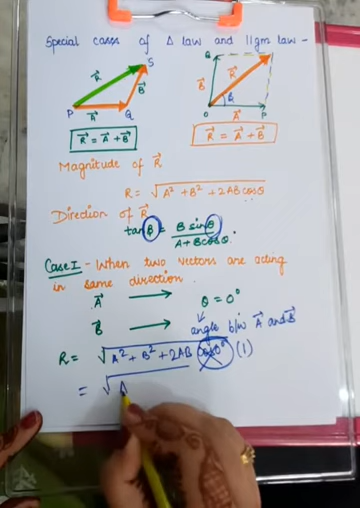 Special cases of Δ law and llgm law -
S
R⃗
B⃗
P
A⃗
Q
R⃗ = A⃗ + B⃗
Q
B⃗
R⃗
O
A⃗
P
R⃗ = A⃗ + B⃗
Magnitude of R⃗
R = √A² + B² + 2AB cosθ
Direction of R⃗
tanβ = B sinθ / A + B cosθ .
Case I - When two vectors are acting
in same direction .
A⃗ → θ = 0°
B⃗ → angle b/w A⃗ and B⃗
R = √A² + B² + 2AB cos0° (1)
= √A